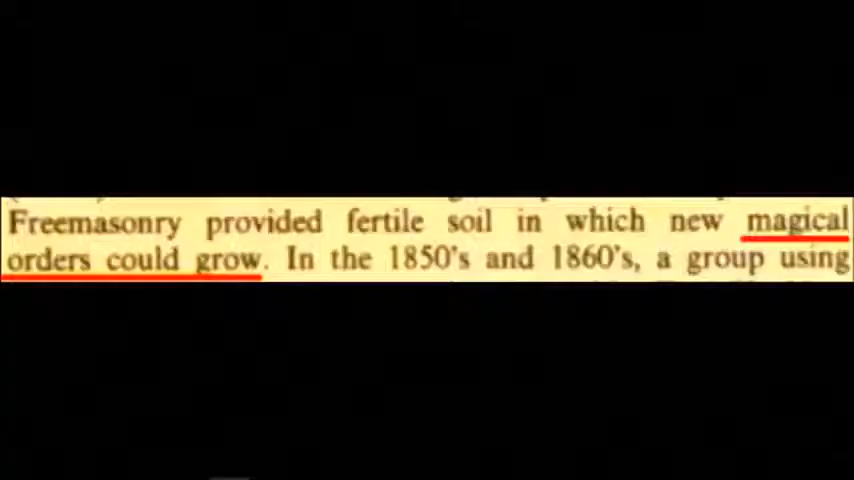 Freemasonry provided fertile soil in which new magical
orders could grow. In the 1850's and 1860's, a group using